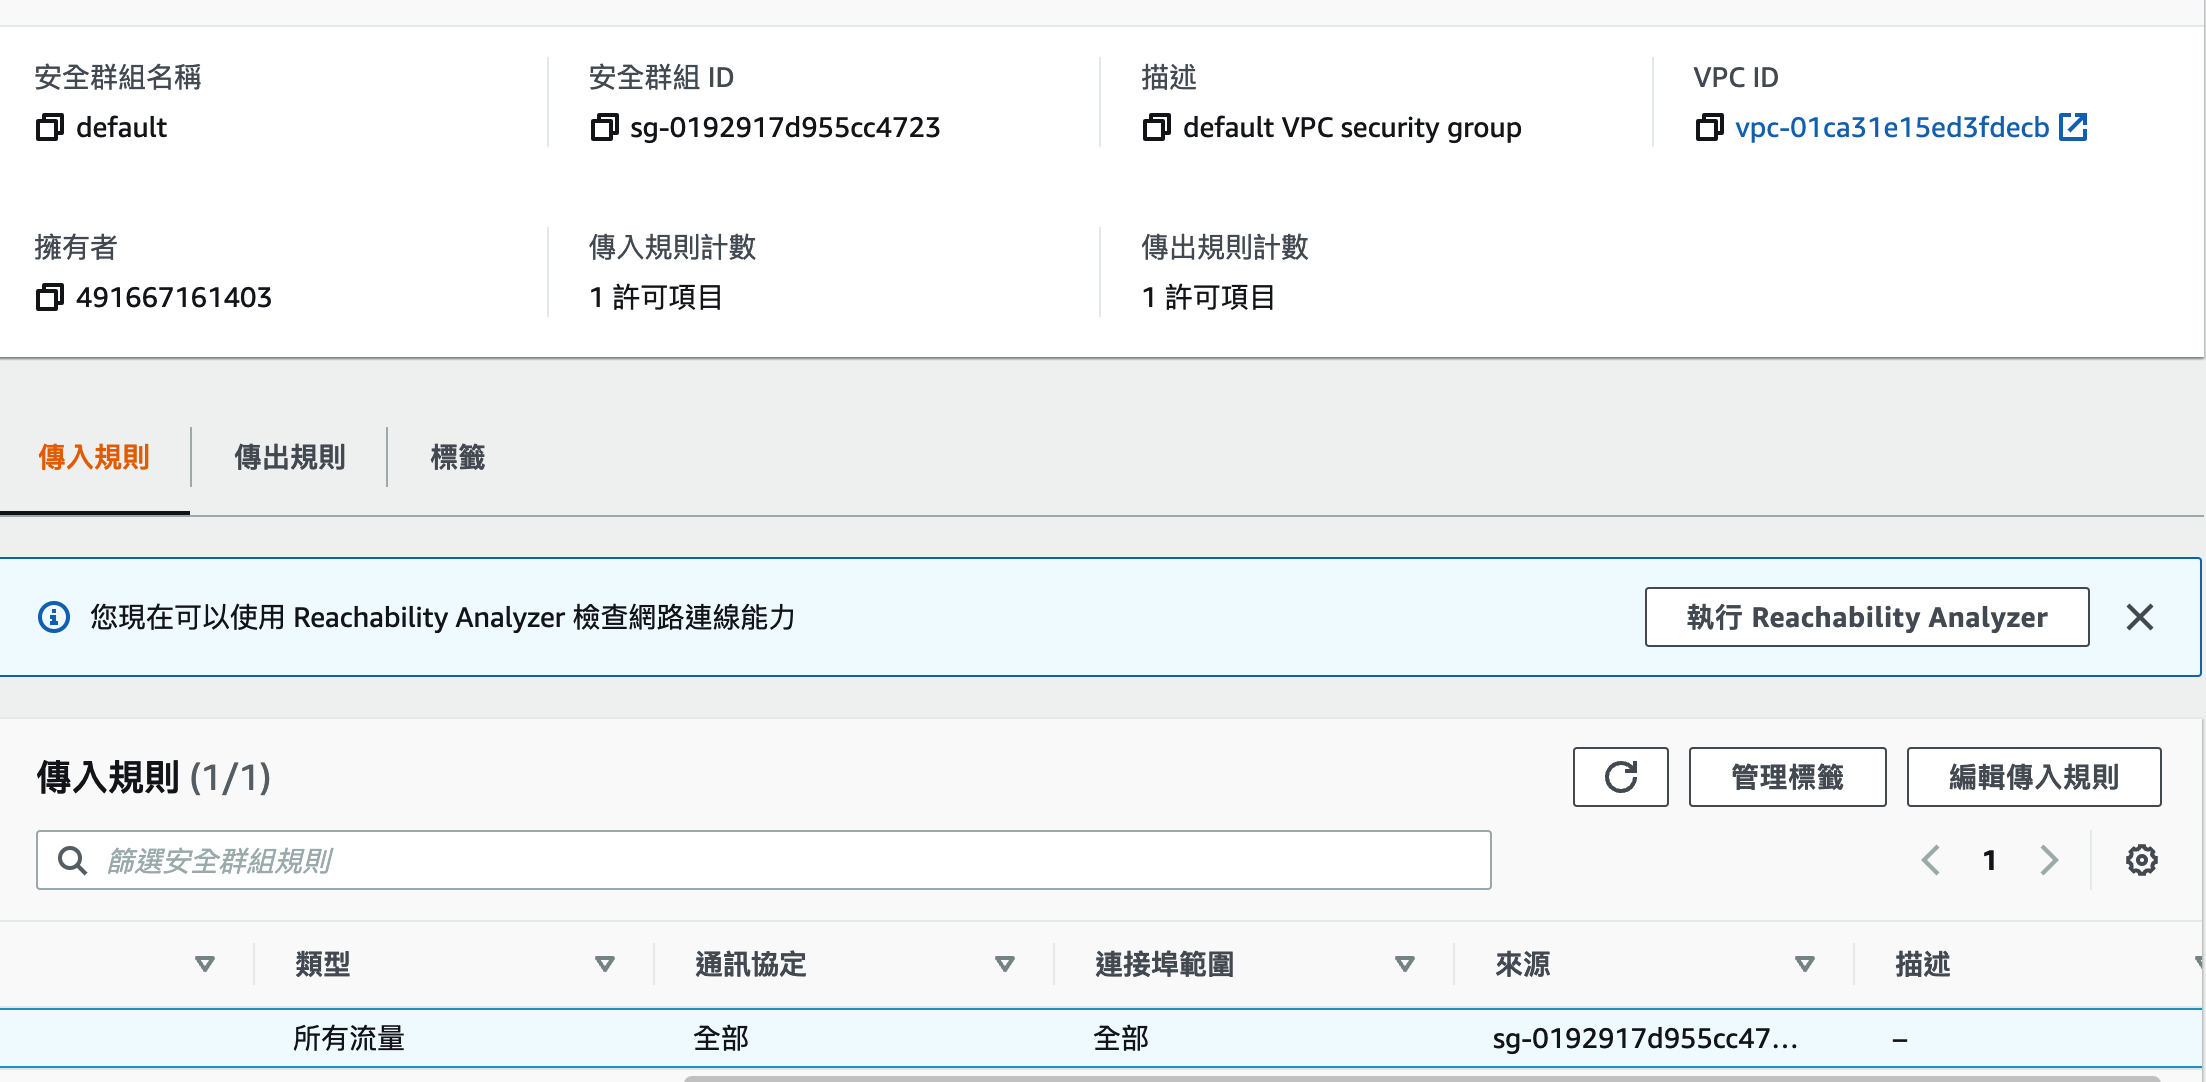 安全群組名稱
default
安全群組 ID
sg-0192917d955cc4723
描述
default VPC security group
VPC ID
vpc-01ca31e15ed3fdecb
擁有者
491667161403
傳入規則計數
1 許可項目
傳出規則計數
1 許可項目
傳入規則
傳出規則
標籤
您現在可以使用 Reachability Analyzer 檢查網路連線能力
執行 Reachability Analyzer
傳入規則 (1/1)
管理標籤
編輯傳入規則
篩選安全群組規則
1
類型
通訊協定
連接埠範圍
來源
描述
所有流量
全部
全部
sg-0192917d955cc47...
–